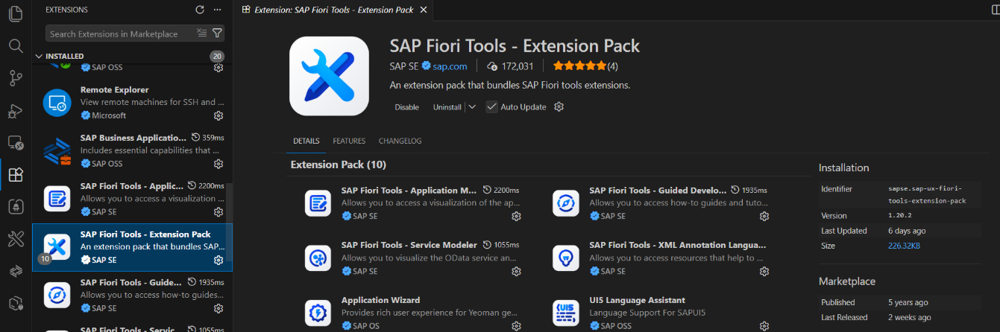 EXTENSIONS
Search Extensions in Marketplace
INSTALLED 20
SAP OSS
Remote Explorer
View remote machines for SSH and ...
Microsoft
SAP Business Applicatio... 359ms
Includes essential capabilities that ...
SAP OSS
SAP Fiori Tools - Applic... 2200ms
Allows you to access a visualization ...
SAP SE
SAP Fiori Tools - Extension Pack
An extension pack that bundles SAP...
10
SAP SE
SAP Fiori Tools - Guide... 1935ms
Allows you to access how-to guides...
SAP SE
SAP Fiori Tools - Servic... 1055ms
Extension: SAP Fiori Tools - Extension Pack
SAP Fiori Tools - Extension Pack
SAP SE sap.com 172,031 (4)
An extension pack that bundles SAP Fiori tools extensions.
Disable Uninstall Auto Update
DETAILS FEATURES CHANGELOG
Extension Pack (10)
SAP Fiori Tools - Application M... 2200ms
Allows you to access a visualization of the ap...
SAP SE
SAP Fiori Tools - Guided Develo... 1935ms
Allows you to access how-to guides and tuto...
SAP SE
SAP Fiori Tools - Service Modeler 1055ms
Allows you to visualize the OData service an...
SAP SE
SAP Fiori Tools - XML Annotation Langua...
Allows you to access resources that help to ...
SAP SE
Application Wizard
Provides rich user experience for Yeoman ge...
SAP OS
UI5 Language Assistant
Language Support For SAPUI5
SAP OSS
{UI5}
Installation
Identifier sapse.sap-ux-fiori-
tools-extension-pack
Version 1.20.2
Last Updated 6 days ago
Size 226.32KB
Marketplace
Published 5 years ago
Last Released 2 weeks ago